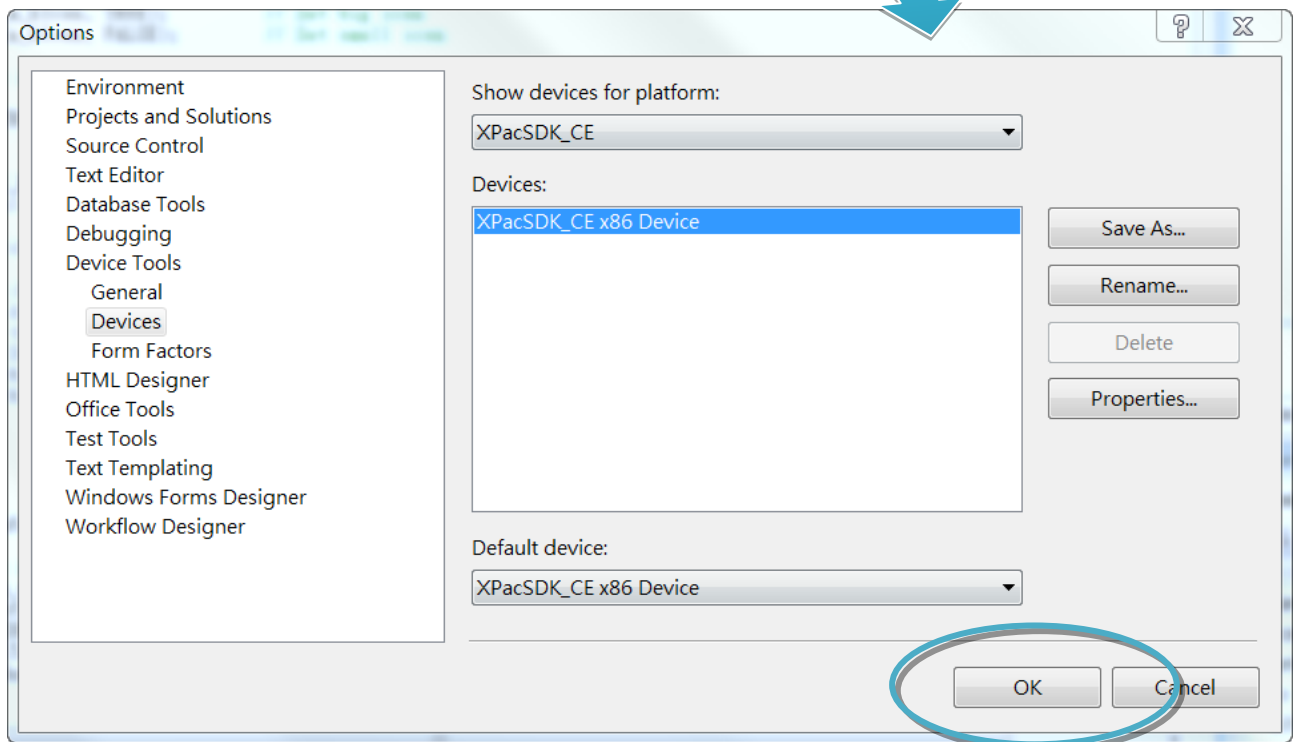 Options
Environment
Projects and Solutions
Source Control
Text Editor
Database Tools
Debugging
Device Tools
General
Devices
Form Factors
HTML Designer
Office Tools
Test Tools
Text Templating
Windows Forms Designer
Workflow Designer
Show devices for platform:
XPacSDK_CE
Devices:
XPacSDK_CE x86 Device
Save As...
Rename...
Delete
Properties...
Default device:
XPacSDK_CE x86 Device
OK
Cancel